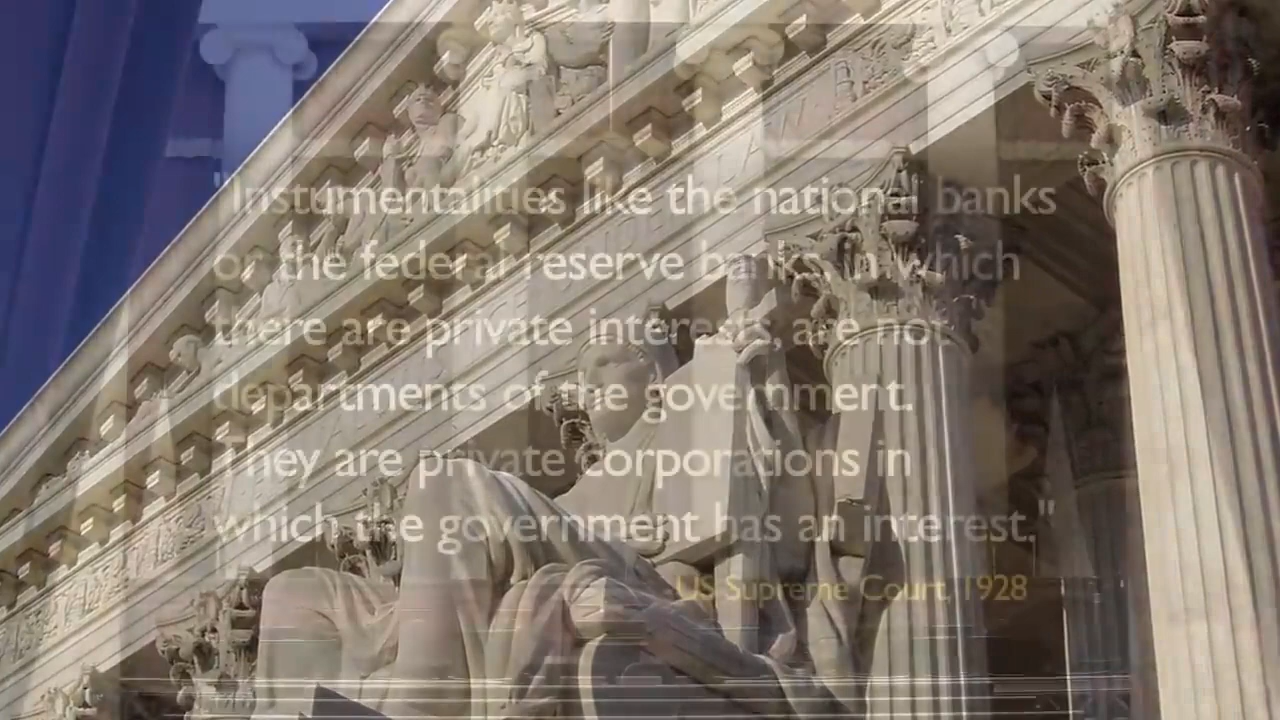 "Instumentalities like the national banks
or the federal reserve banks, in which
there are private interests, are not
departments of the government.
They are private corporations in
which the government has an interest."
US Supreme Court, 1928